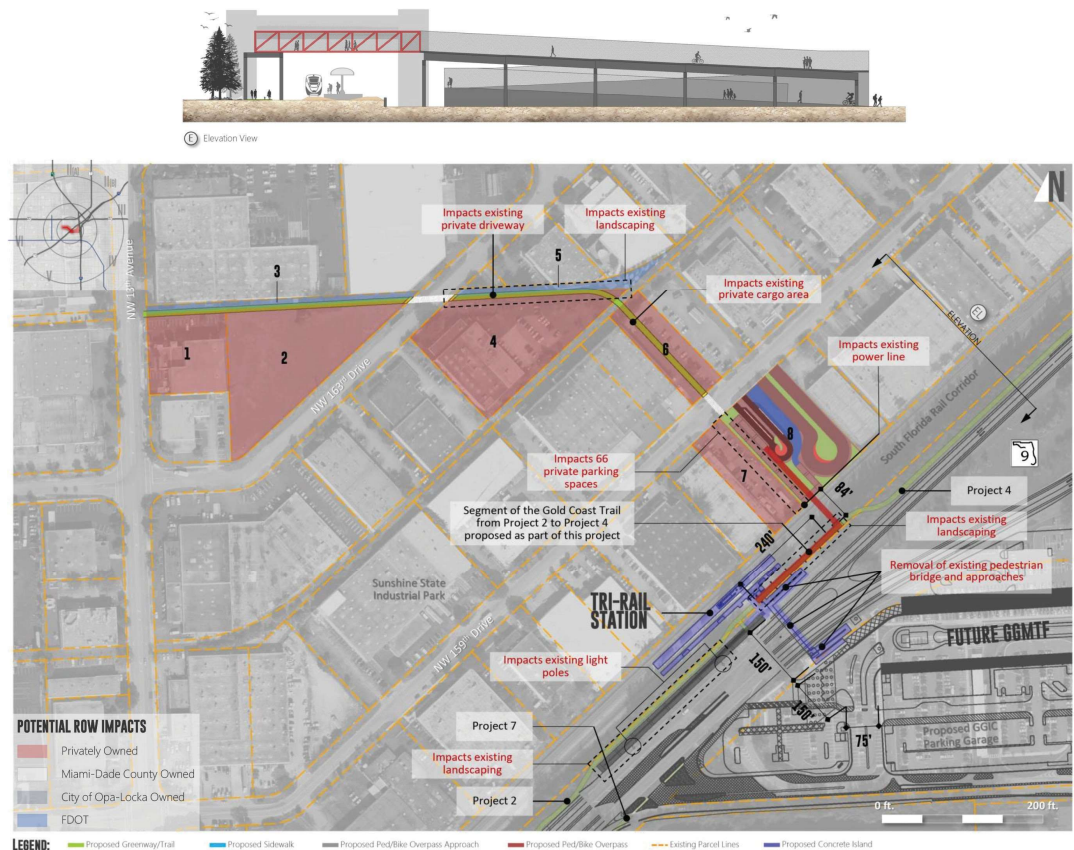 E Elevation View
N
NW 13th Avenue
I
V
IV
3
Impacts existing
private driveway
5
Impacts existing
landscaping
Impacts existing
private cargo area
ELEVATION
E
1
2
4
6
Impacts existing
power line
NW 163rd Drive
South Florida Rail Corridor
9
8
Impacts 66
private parking
spaces
7
84'
Project 4
Segment of the Gold Coast Trail
from Project 2 to Project 4
proposed as part of this project
Impacts existing
landscaping
240'
Removal of existing pedestrian
bridge and approaches
Sunshine State
Industrial Park
TRI-RAIL
STATION
FUTURE GGMTF
NW 159th Drive
Impacts existing light
poles
150'
150'
75'
Proposed GGIC
Parking Garage
Project 7
Impacts existing
landscaping
Project 2
0 ft.
200 ft.
POTENTIAL ROW IMPACTS
Privately Owned
Miami-Dade County Owned
City of Opa-Locka Owned
FDOT
LEGEND:
Proposed Greenway/Trail
Proposed Sidewalk
Proposed Ped/Bike Overpass Approach
Proposed Ped/Bike Overpass
Existing Parcel Lines
Proposed Concrete Island